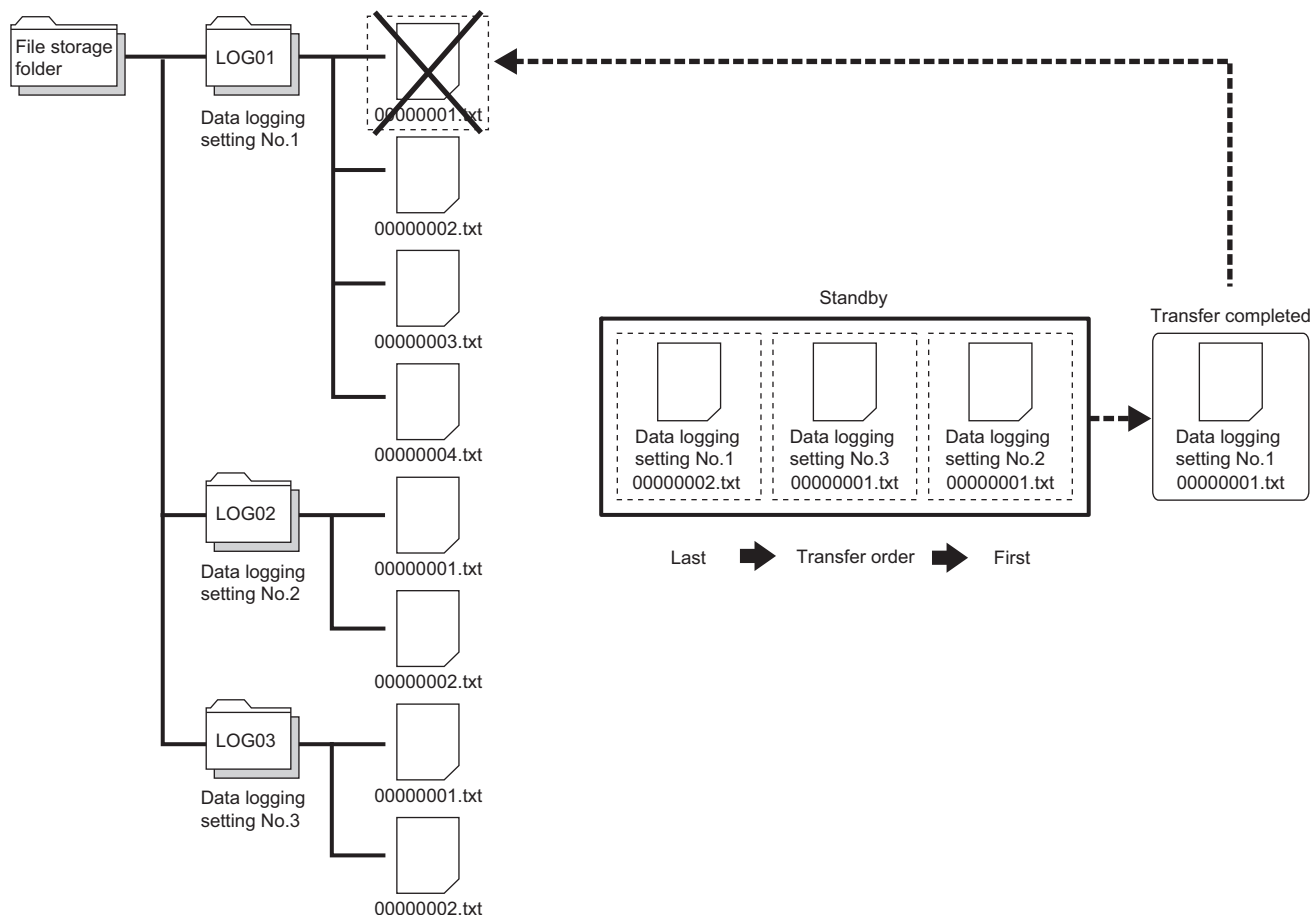 File storage
folder
LOG01
Data logging
setting No.1
00000001.txt
00000002.txt
00000003.txt
00000004.txt
LOG02
Data logging
setting No.2
00000001.txt
00000002.txt
LOG03
Data logging
setting No.3
00000001.txt
00000002.txt
Standby
Data logging
setting No.1
00000002.txt
Data logging
setting No.3
00000001.txt
Data logging
setting No.2
00000001.txt
Last
Transfer order
First
Transfer completed
Data logging
setting No.1
00000001.txt